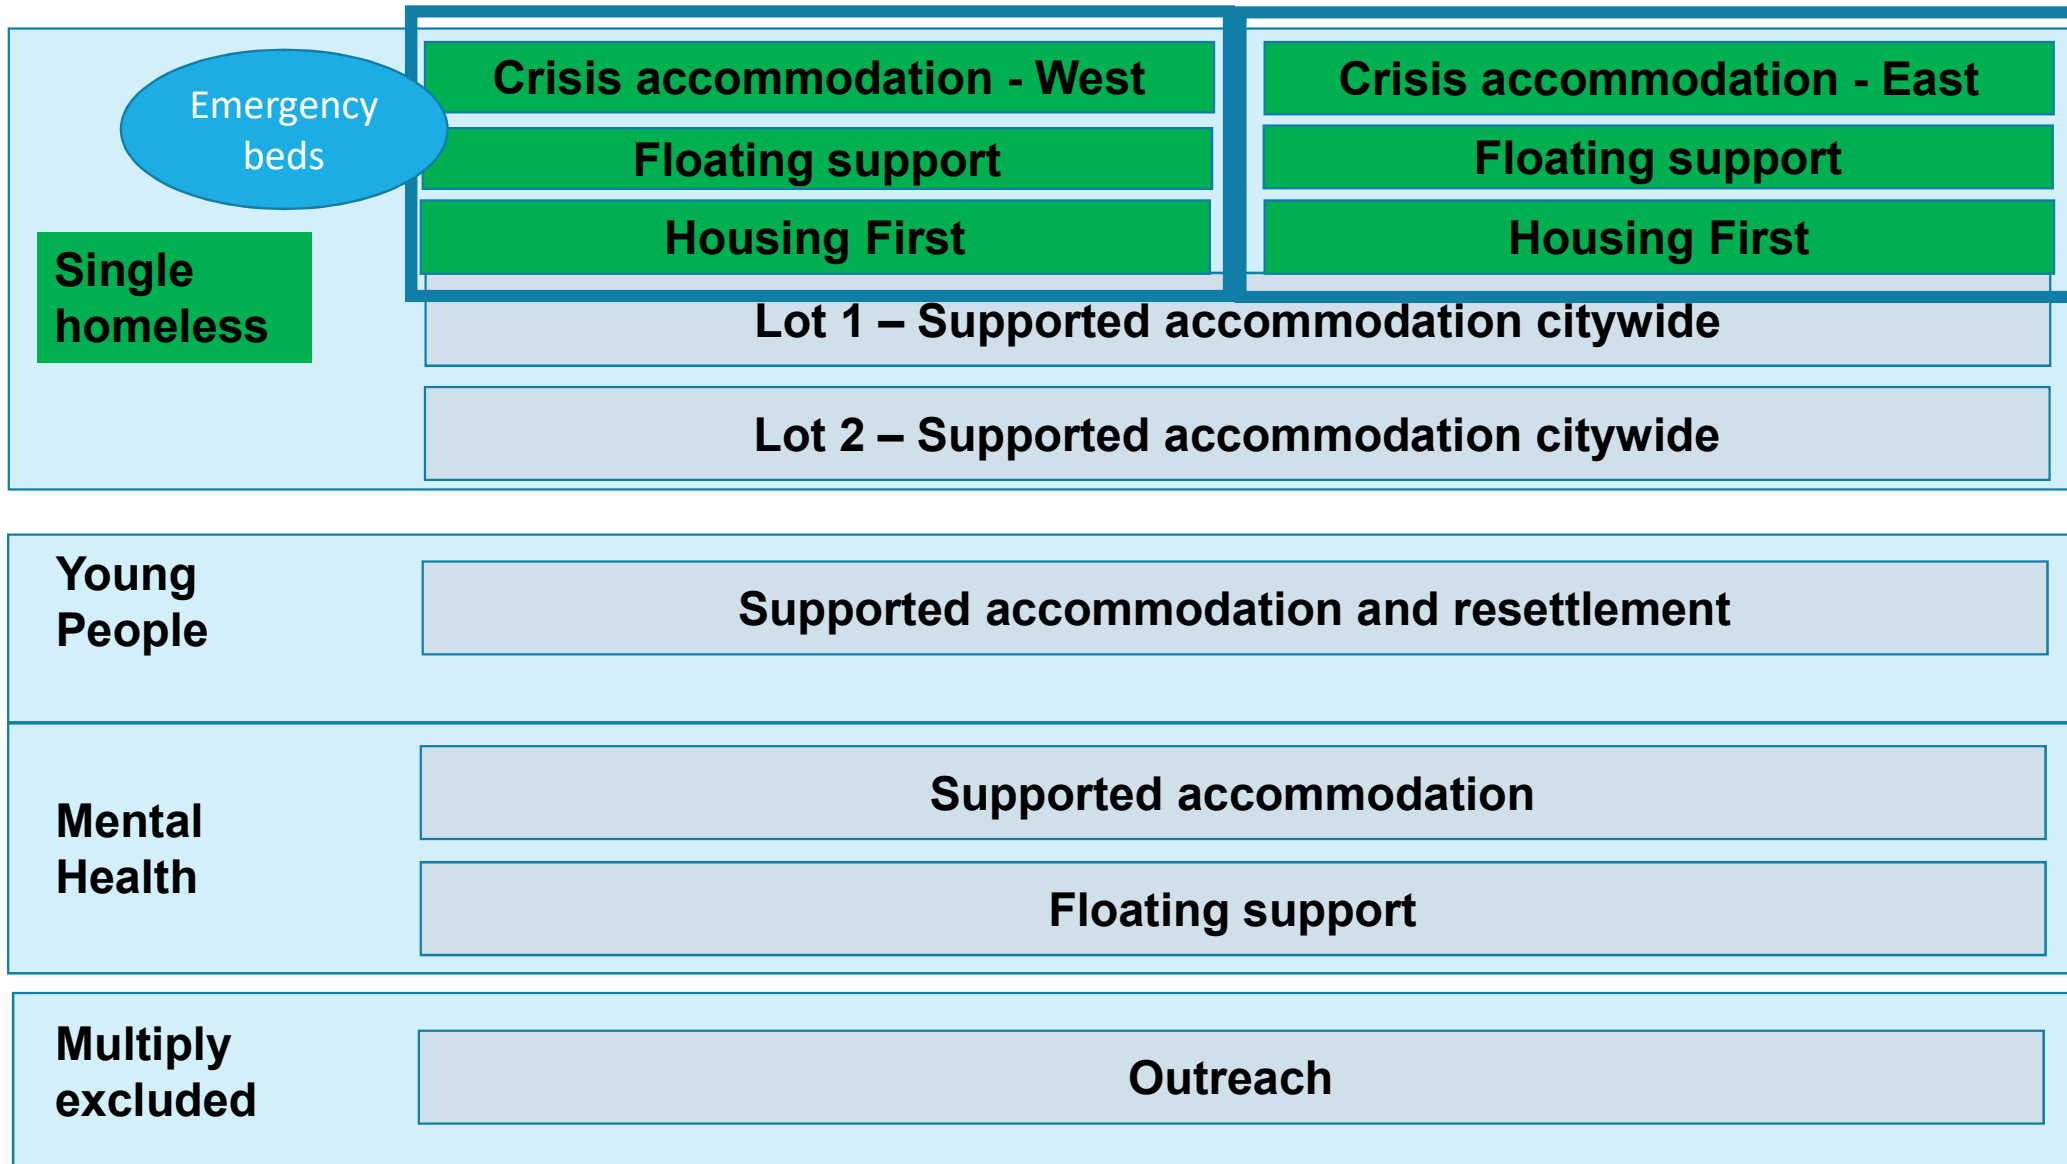 Crisis accommodation - West
Crisis accommodation - East
Emergency
beds
Floating support
Floating support
Housing First
Housing First
Single
homeless
Lot 1 – Supported accommodation citywide
Lot 2 – Supported accommodation citywide
Young
People
Supported accommodation and resettlement
Mental
Health
Supported accommodation
Floating support
Multiply
excluded
Outreach